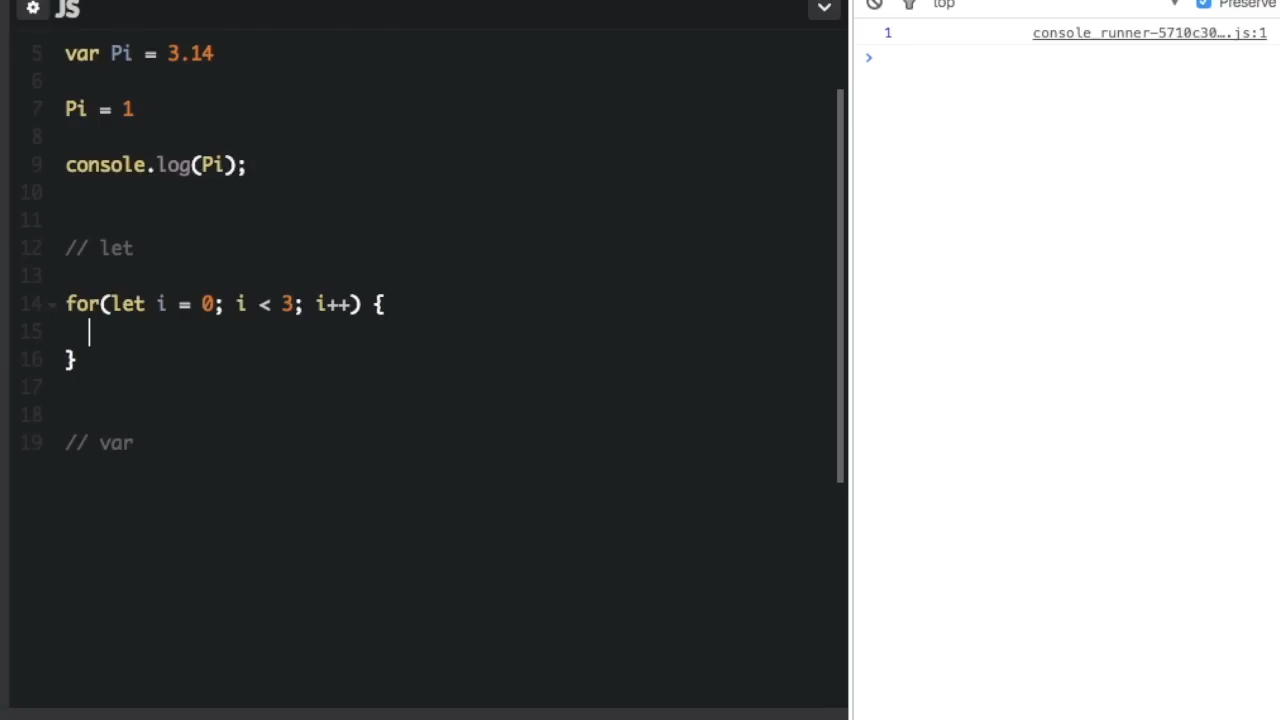 JS
top
Preserve
5 var Pi = 3.14
6
7 Pi = 1
8
9 console.log(Pi);
10
11
12 // let
13
14 for(let i = 0; i < 3; i++) {
15
16 }
17
18
19 // var
1 console_runner-5710c30….js:1
>